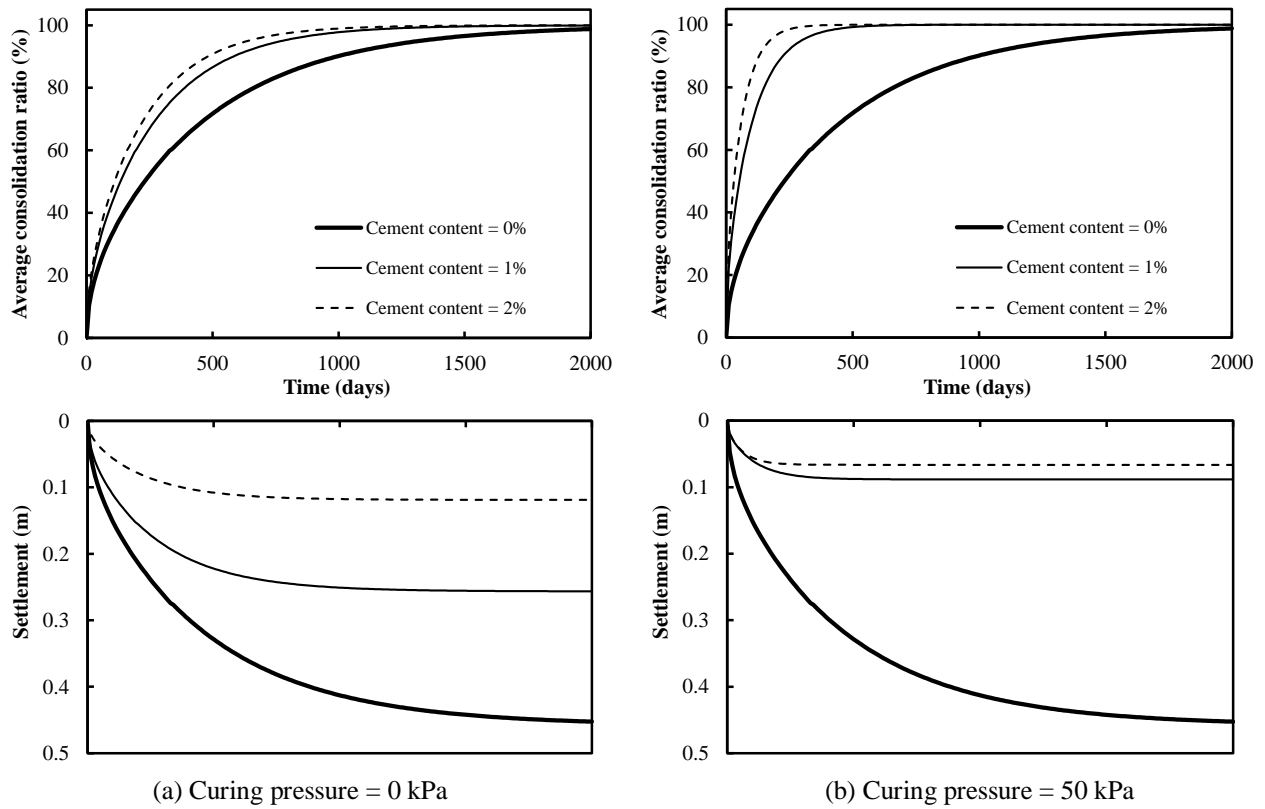 Average consolidation ratio (%)
100
80
60
40
20
0
Cement content = 0%
Cement content = 1%
Cement content = 2%
0 500 1000 1500 2000
Time (days)
Average consolidation ratio (%)
100
80
60
40
20
0
Cement content = 0%
Cement content = 1%
Cement content = 2%
0 500 1000 1500 2000
Time (days)
Settlement (m)
0
0.1
0.2
0.3
0.4
0.5
(a) Curing pressure = 0 kPa
Settlement (m)
0
0.1
0.2
0.3
0.4
0.5
(b) Curing pressure = 50 kPa